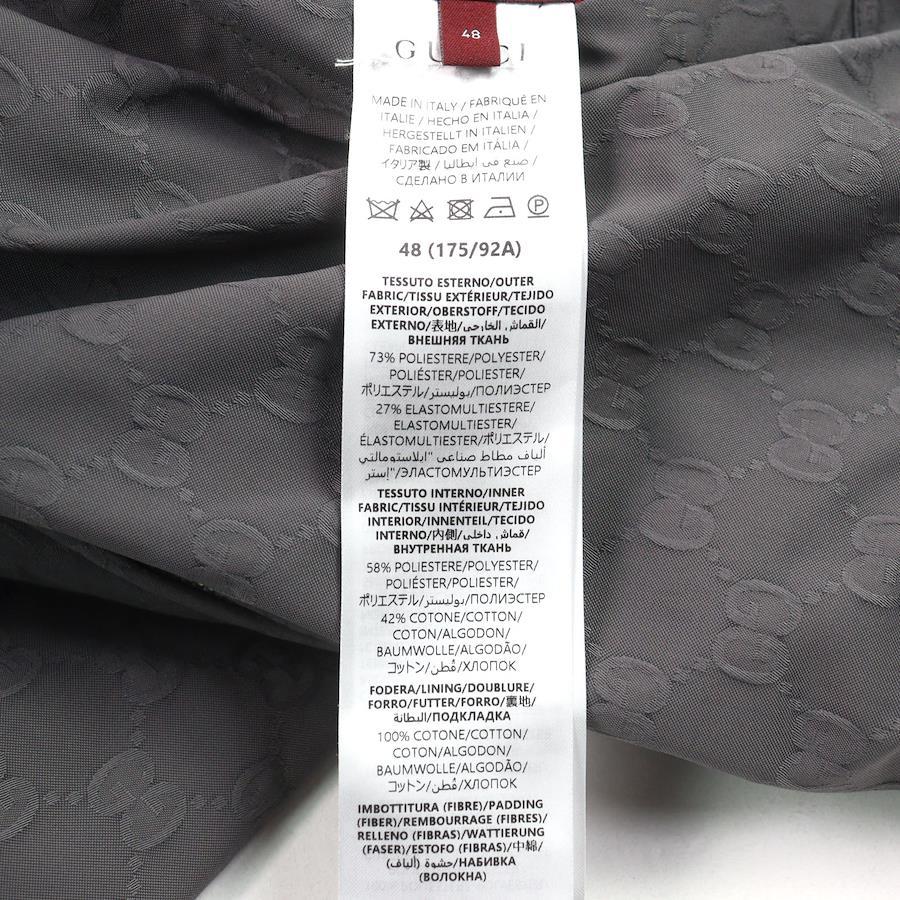 48
GUCCI
MADE IN ITALY / FABRIQUÉ EN
ITALIE / HECHO EN ITALIA /
HERGESTELLT IN ITALIEN /
FABRICADO EM ITÀLIA /
イタリア製 / صنع في ايطاليا /
СДЕЛАНО В ИТАЛИИ
P
48 (175/92A)
TESSUTO ESTERNO/OUTER
FABRIC/TISSU EXTÉRIEUR/TEJIDO
EXTERIOR/OBERSTOFF/TECIDO
EXTERNO/表地/القماش الخارجي/
ВНЕШНЯЯ ТКАНЬ
73% POLIESTERE/POLYESTER/
POLIÉSTER/POLIÉSTER/
ポリエステル/بوليستر/ПОЛИЭСТЕР
27% ELASTOMULTIESTERE/
ELASTOMULTIESTER/
ÉLASTOMULTIESTER/ポリエステル/
ألياف مطاط صناعي "ايلاستومالتي
إستر"/ЭЛАСТОМУЛЬТИЭСТЕР
TESSUTO INTERNO/INNER
FABRIC/TISSU INTÉRIEUR/TEJIDO
INTERIOR/INNENTEIL/TECIDO
INTERNO/内側/قماش داخلي/
ВНУТРЕННАЯ ТКАНЬ
58% POLIESTERE/POLYESTER/
POLIÉSTER/POLIÉSTER/
ポリエステル/بوليستر/ПОЛИЭСТЕР
42% COTONE/COTTON/
COTON/ALGODON/
BAUMWOLLE/ALGODÃO/
コットン/قُطن/ХЛОПОК
FODERA/LINING/DOUBLURE/
FORRO/FUTTER/FORRO/裏地/
البطانة/ПОДКЛАДКА
100% COTONE/COTTON/
COTON/ALGODON/
BAUMWOLLE/ALGODÃO/
コットン/قُطن/ХЛОПОК
IMBOTTITURA (FIBRE)/PADDING
(FIBER)/REMBOURRAGE (FIBRES)/
RELLENO (FIBRAS)/WATTIERUNG
(FASER)/ESTOFO (FIBRAS)/中綿/
حشوة (ألياف)/НАБИВКА
(ВОЛОКНА)